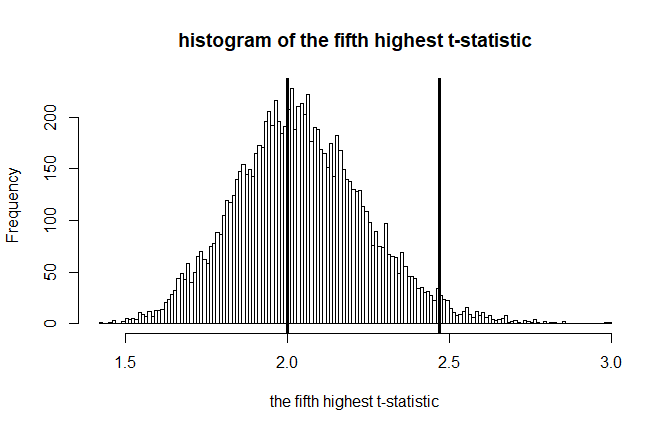 histogram of the fifth highest t-statistic
Frequency
200
150
100
50
0
1.5 2.0 2.5 3.0
the fifth highest t-statistic